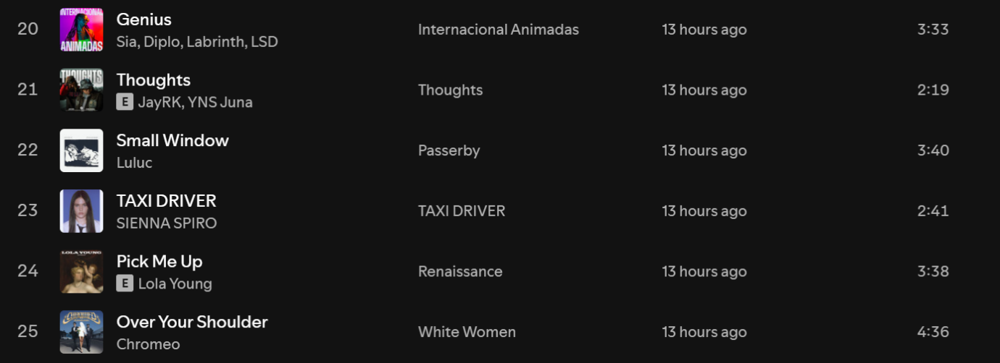 20
INTERNACIONAL
ANIMADAS
Genius
Sia, Diplo, Labrinth, LSD
Internacional Animadas
13 hours ago
3:33
21
THOUGHTS
Thoughts
E JayRK, YNS Juna
Thoughts
13 hours ago
2:19
22
Small Window
Luluc
Passerby
13 hours ago
3:40
23
TAXI DRIVER
SIENNA SPIRO
TAXI DRIVER
13 hours ago
2:41
24
LOLA YOUNG
Pick Me Up
E Lola Young
Renaissance
13 hours ago
3:38
25
CHROMEO
Over Your Shoulder
Chromeo
White Women
13 hours ago
4:36